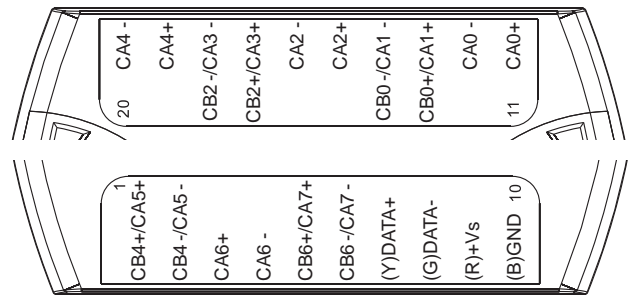 CA4 -
CA4+
CB2 -/CA3 -
CB2+/CA3+
CA2 -
CA2+
CB0 -/CA1 -
CB0+/CA1+
CA0 -
CA0+
20
11
1
10
CB4+/CA5+
CB4 -/CA5 -
CA6+
CA6 -
CB6+/CA7+
CB6 -/CA7 -
(Y)DATA+
(G)DATA-
(R)+Vs
(B)GND